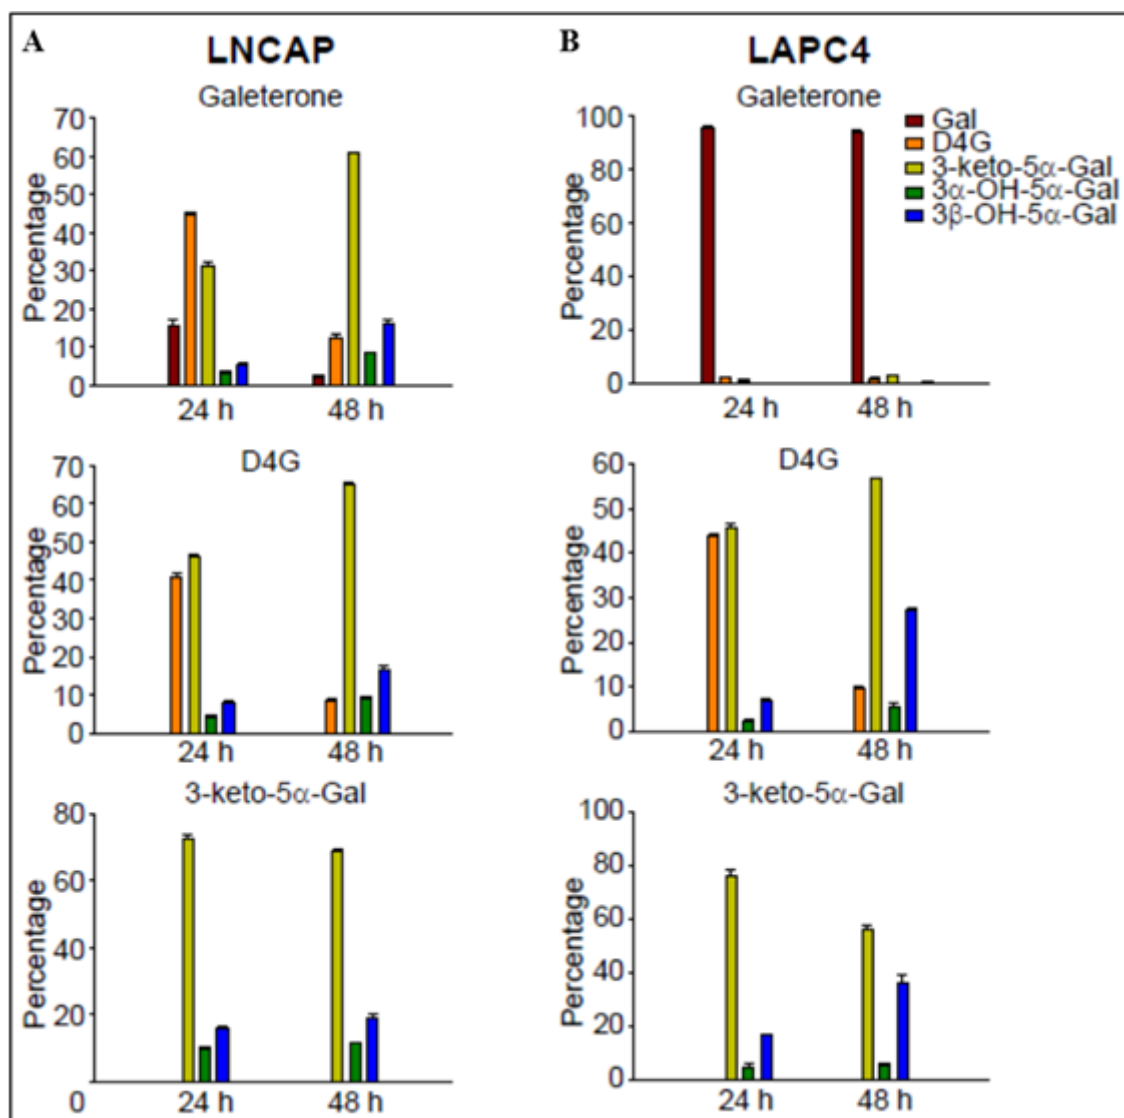 A
LNCAP
Galeterone
Percentage
70
60
50
40
30
20
10
0
24 h
48 h
D4G
Percentage
70
60
50
40
30
20
10
0
24 h
48 h
3-keto-5α-Gal
Percentage
80
60
40
20
0
24 h
48 h
B
LAPC4
Galeterone
Percentage
100
80
60
40
20
0
24 h
48 h
Gal
D4G
3-keto-5α-Gal
3α-OH-5α-Gal
3β-OH-5α-Gal
D4G
Percentage
60
50
40
30
20
10
0
24 h
48 h
3-keto-5α-Gal
Percentage
100
80
60
40
20
0
24 h
48 h